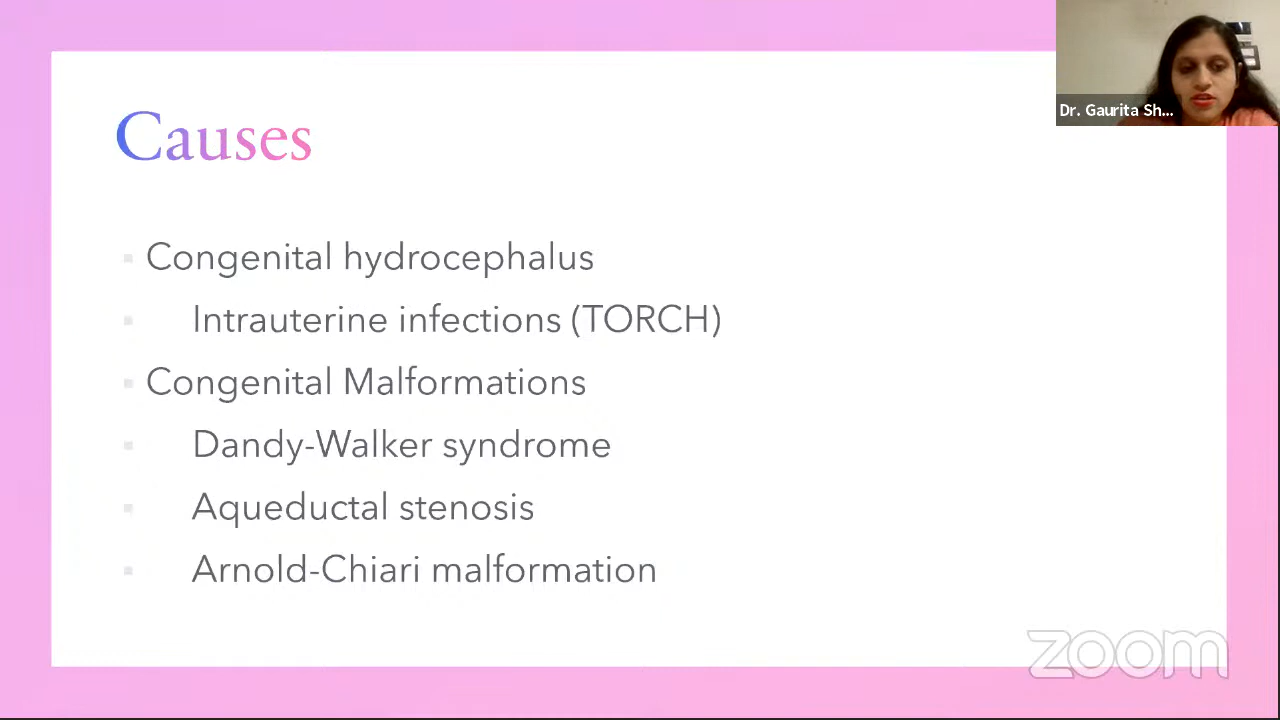 Causes
Dr. Gaurita Sh...
Congenital hydrocephalus
Intrauterine infections (TORCH)
Congenital Malformations
Dandy-Walker syndrome
Aqueductal stenosis
Arnold-Chiari malformation
zoom